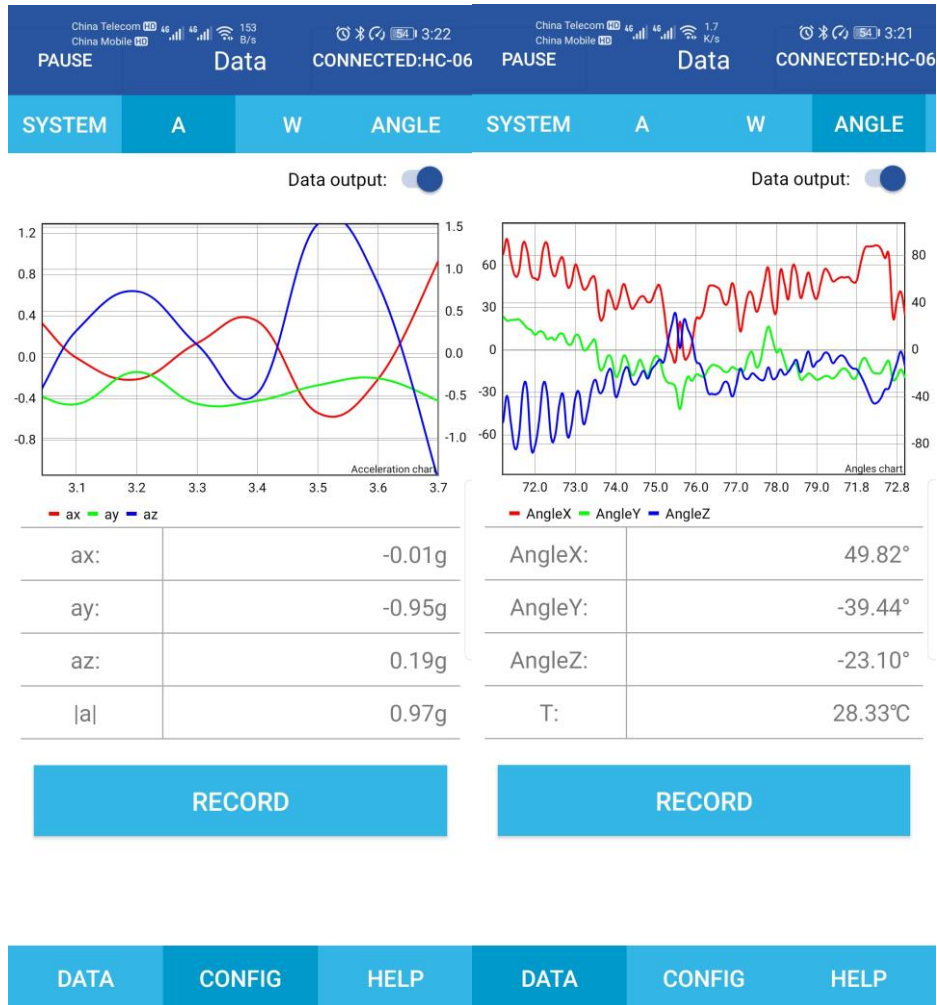 China Telecom HD 4G 4G 153 B/s 54 3:22
China Mobile HD
PAUSE Data CONNECTED:HC-06
SYSTEM A W ANGLE
Data output:
1.2 1.5
0.8 1.0
0.4 0.5
0.0 0.0
-0.4 -0.5
-0.8 -1.0
Acceleration chart
3.1 3.2 3.3 3.4 3.5 3.6 3.7
ax ay az
ax: -0.01g
ay: -0.95g
az: 0.19g
|a| 0.97g
RECORD
DATA CONFIG HELP
China Telecom HD 4G 4G 1.7 K/s 54 3:21
China Mobile HD
PAUSE Data CONNECTED:HC-06
SYSTEM A W ANGLE
Data output:
60 80
30 40
0 0
-30 -40
-60 -80
Angles chart
72.0 73.0 74.0 75.0 76.0 77.0 78.0 79.0 71.8 72.8
AngleX AngleY AngleZ
AngleX: 49.82°
AngleY: -39.44°
AngleZ: -23.10°
T: 28.33℃
RECORD
DATA CONFIG HELP